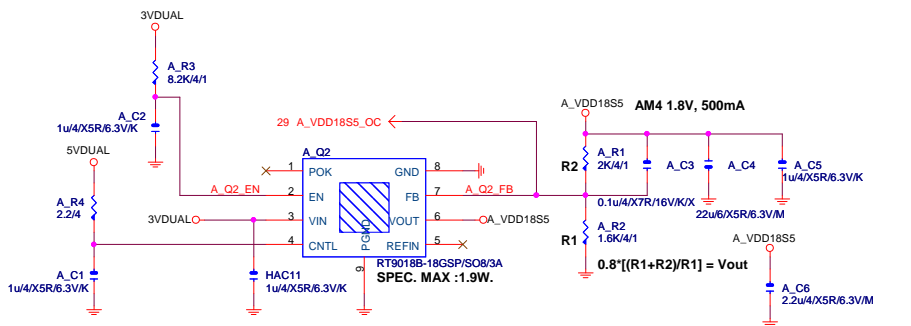 3VDUAL
A_R3
8.2K/4/1
A_C2
1u/4/X5R/6.3V/K
5VDUAL
A_R4
2.2/4
A_C1
1u/4/X5R/6.3V/K
A_Q2_EN
3VDUAL
HAC11
1u/4/X5R/6.3V/K
29 A_VDD18S5_OC
A_Q2
1 POK
2 EN
3 VIN
4 CNTL
GND 8
FB 7
VOUT 6
REFIN 5
PGND
9
A_Q2_FB
A_VDD18S5
RT9018B-18GSP/SO8/3A
SPEC. MAX :1.9W.
A_VDD18S5
AM4 1.8V, 500mA
R2
A_R1
2K/4/1
A_C3
0.1u/4/X7R/16V/K/X
A_C4
22u/6/X5R/6.3V/M
A_C5
1u/4/X5R/6.3V/K
R1
A_R2
1.6K/4/1
0.8*[(R1+R2)/R1] = Vout
A_VDD18S5
A_C6
2.2u/4/X5R/6.3V/M